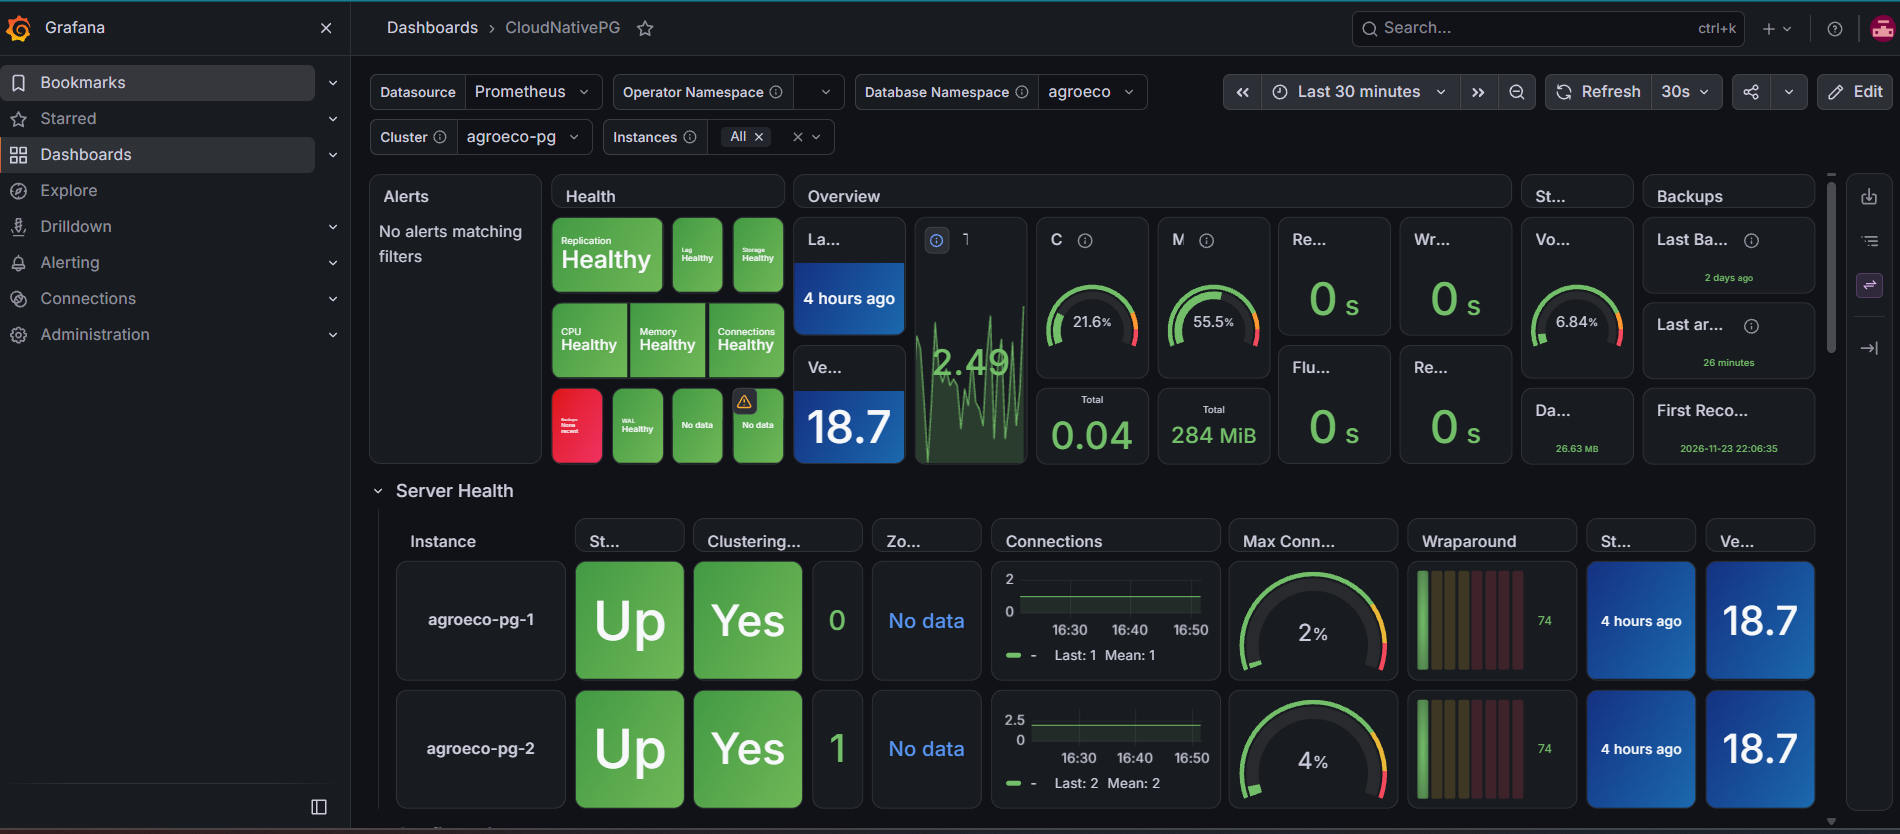 Grafana
Dashboards › CloudNativePG
Search...
ctrl+k
Bookmarks
Starred
Dashboards
Explore
Drilldown
Alerting
Connections
Administration
Datasource
Prometheus
Operator Namespace
Database Namespace
agroeco
Last 30 minutes
Refresh
30s
Edit
Cluster
agroeco-pg
Instances
All
Alerts
No alerts matching
filters
Health
Replication
Healthy
Lag
Healthy
Storage
Healthy
CPU
Healthy
Memory
Healthy
Connections
Healthy
Backups
None
recent
WAL
Healthy
No data
No data
Overview
La...
4 hours ago
Ve...
18.7
2.49
C
21.6%
Total
0.04
M
55.5%
Total
284 MiB
Re...
0 s
Flu...
0 s
Wr...
0 s
Re...
0 s
St...
Vo...
6.84%
Da...
26.63 MB
Backups
Last Ba...
2 days ago
Last ar...
26 minutes
First Reco...
2026-11-23 22:06:35
Server Health
Instance
St...
Clustering...
Zo...
Connections
Max Conn...
Wraparound
St...
Ve...
agroeco-pg-1
Up
Yes
0
No data
2
0
16:30
16:40
16:50
- Last: 1 Mean: 1
2%
74
4 hours ago
18.7
agroeco-pg-2
Up
Yes
1
No data
2.5
0
16:30
16:40
16:50
- Last: 2 Mean: 2
4%
74
4 hours ago
18.7